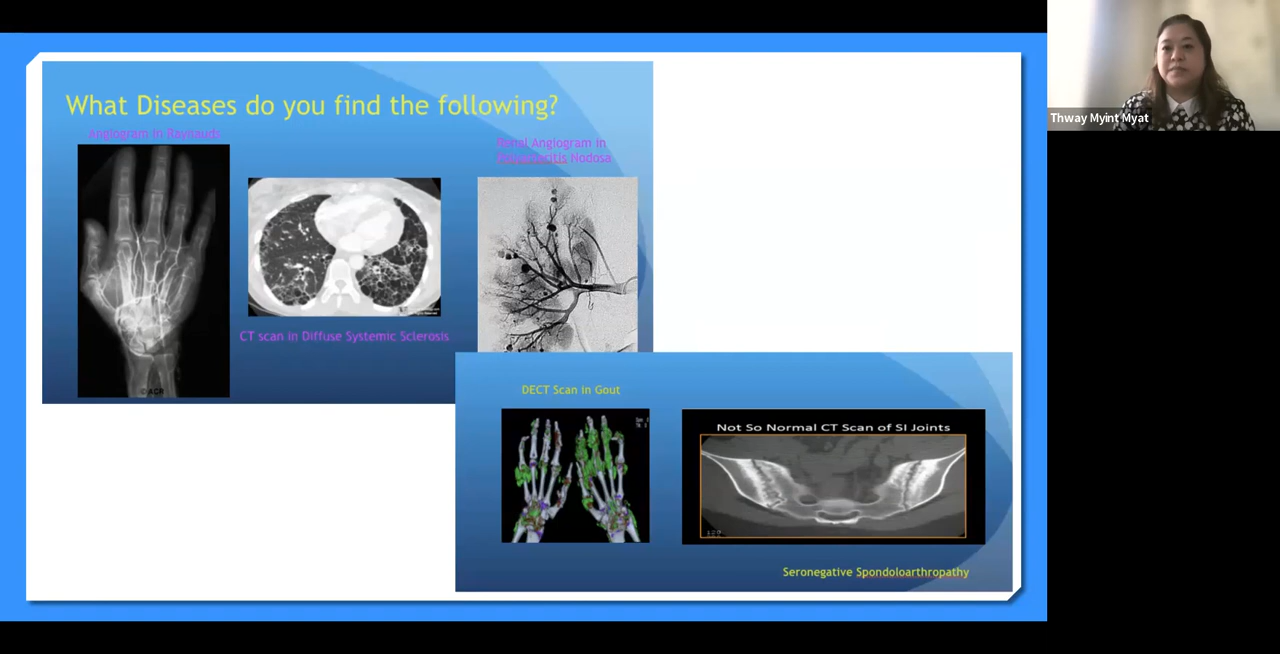 What Diseases do you find the following?
Angiogram in Raynauds
Renal Angiogram in
Polyarteritis Nodosa
CT scan in Diffuse Systemic Sclerosis
© ACR
DECT Scan in Gout
Not So Normal CT Scan of SI Joints
Seronegative Spondoloarthropathy
Thway Myint Myat